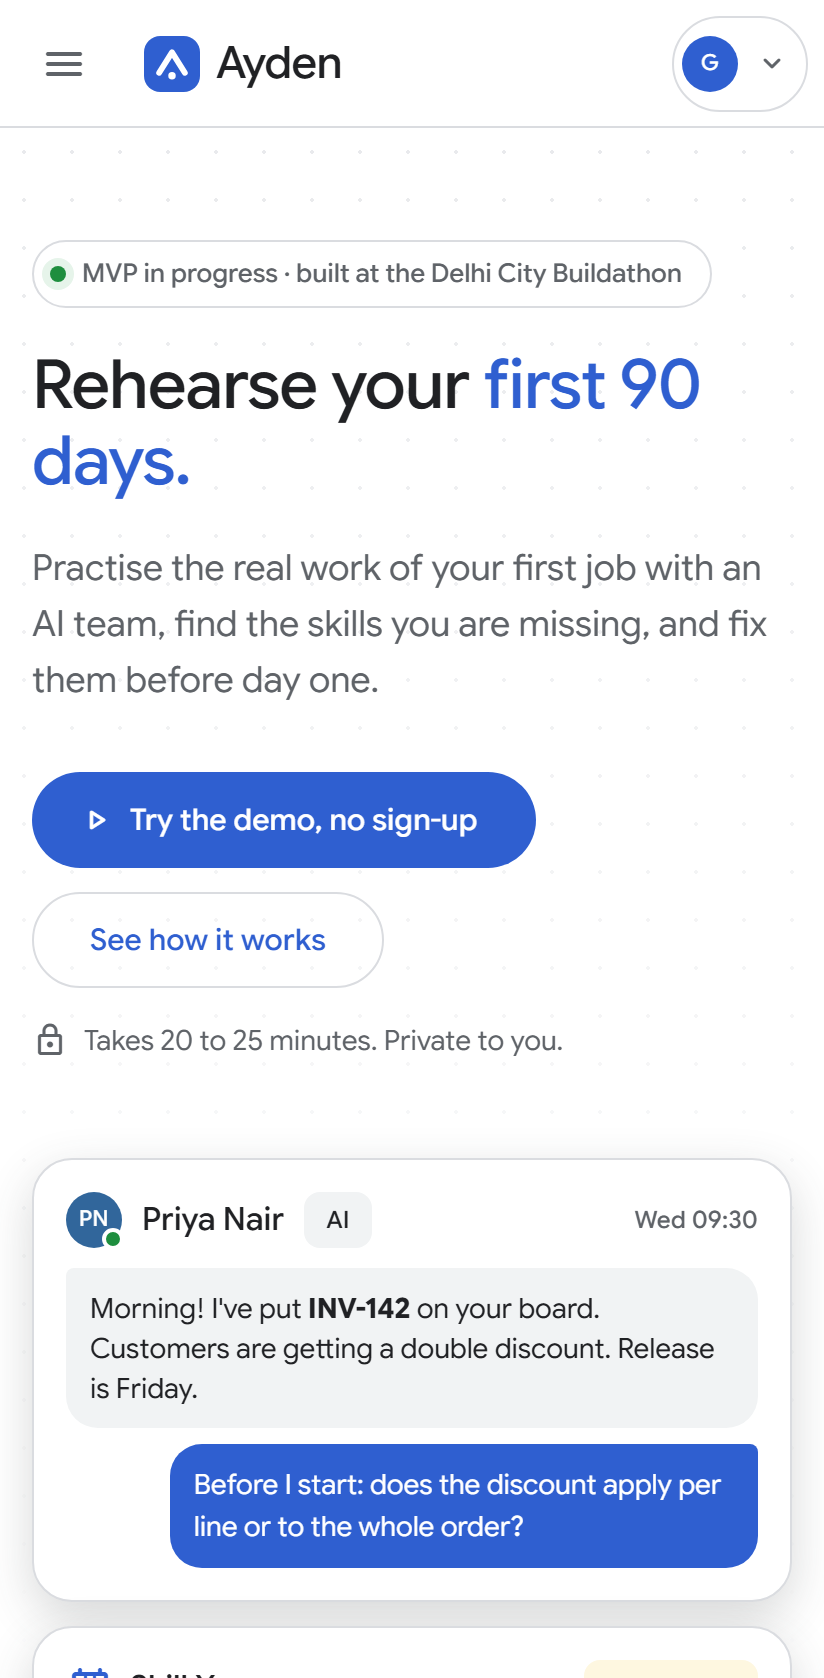 Ayden
G
MVP in progress · built at the Delhi City Buildathon
Rehearse your first 90
days.
Practise the real work of your first job with an
AI team, find the skills you are missing, and fix
them before day one.
Try the demo, no sign-up
See how it works
Takes 20 to 25 minutes. Private to you.
PN
Priya Nair
AI
Wed 09:30
Morning! I've put INV-142 on your board.
Customers are getting a double discount. Release
is Friday.
Before I start: does the discount apply per
line or to the whole order?